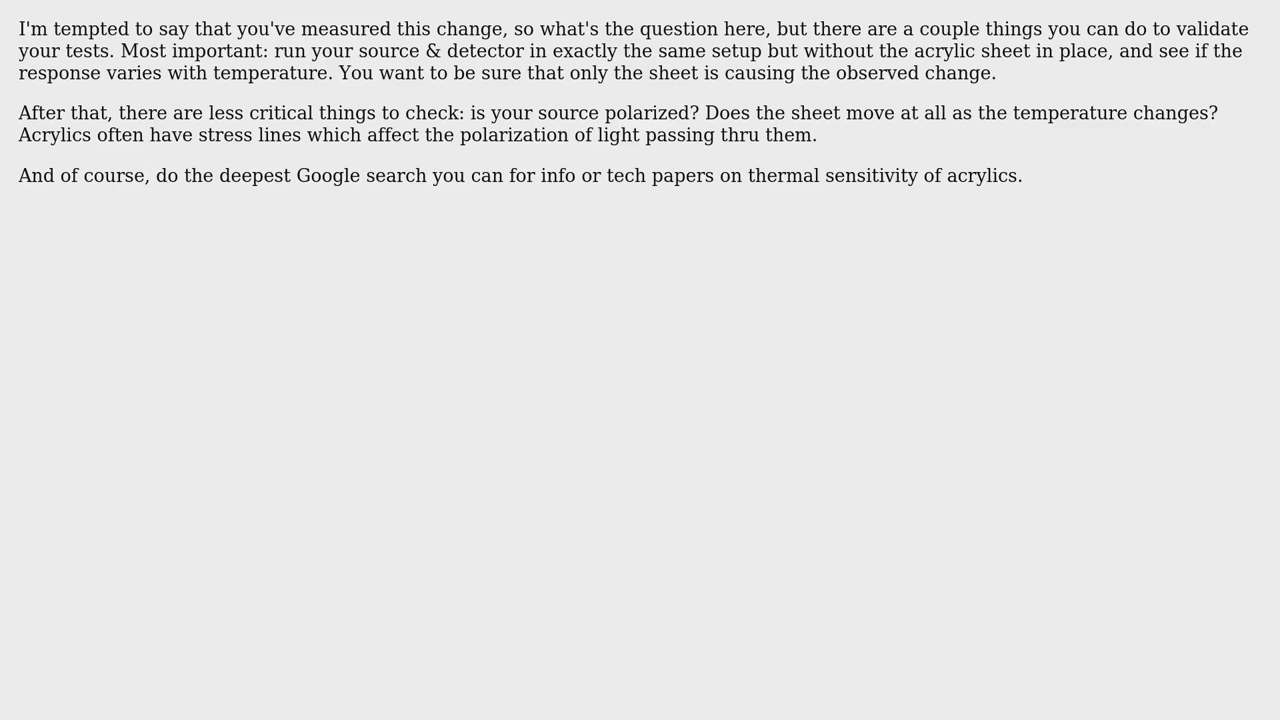 I'm tempted to say that you've measured this change, so what's the question here, but there are a couple things you can do to validate
your tests. Most important: run your source & detector in exactly the same setup but without the acrylic sheet in place, and see if the
response varies with temperature. You want to be sure that only the sheet is causing the observed change.
After that, there are less critical things to check: is your source polarized? Does the sheet move at all as the temperature changes?
Acrylics often have stress lines which affect the polarization of light passing thru them.
And of course, do the deepest Google search you can for info or tech papers on thermal sensitivity of acrylics.